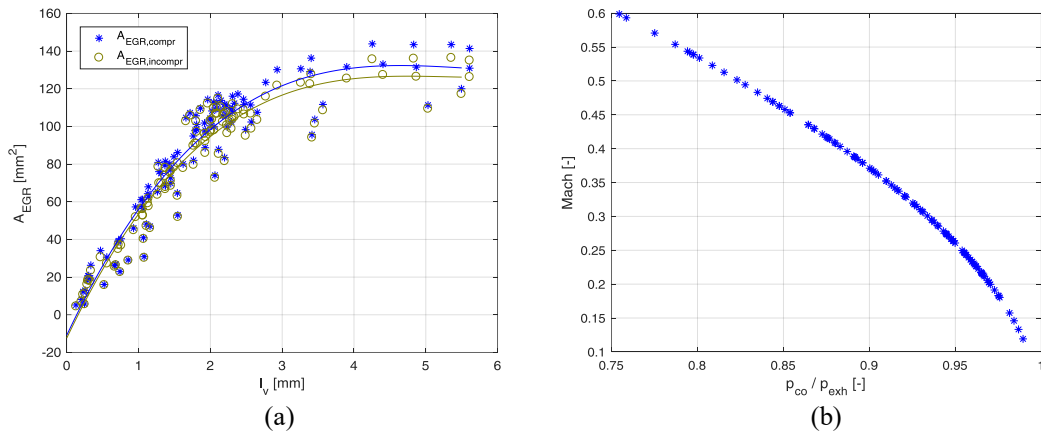 A_EGR,compr
A_EGR,incompr
160
140
120
100
80
60
40
20
0
-20
A_EGR [mm²]
0 1 2 3 4 5 6
l_v [mm]
(a)
0.6
0.55
0.5
0.45
0.4
0.35
0.3
0.25
0.2
0.15
0.1
Mach [-]
0.75 0.8 0.85 0.9 0.95 1
p_co / p_exh [-]
(b)